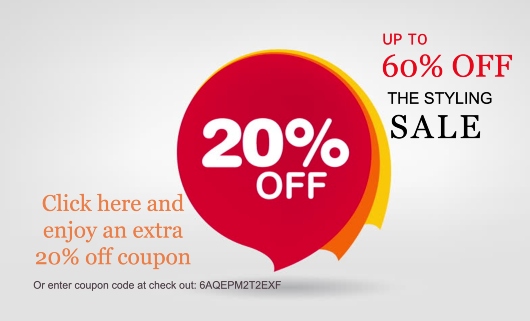 UP TO
60% OFF
THE STYLING
SALE
20%
OFF
Click here and
enjoy an extra
20% off coupon
Or enter coupon code at check out: 6AQEPM2T2EXF